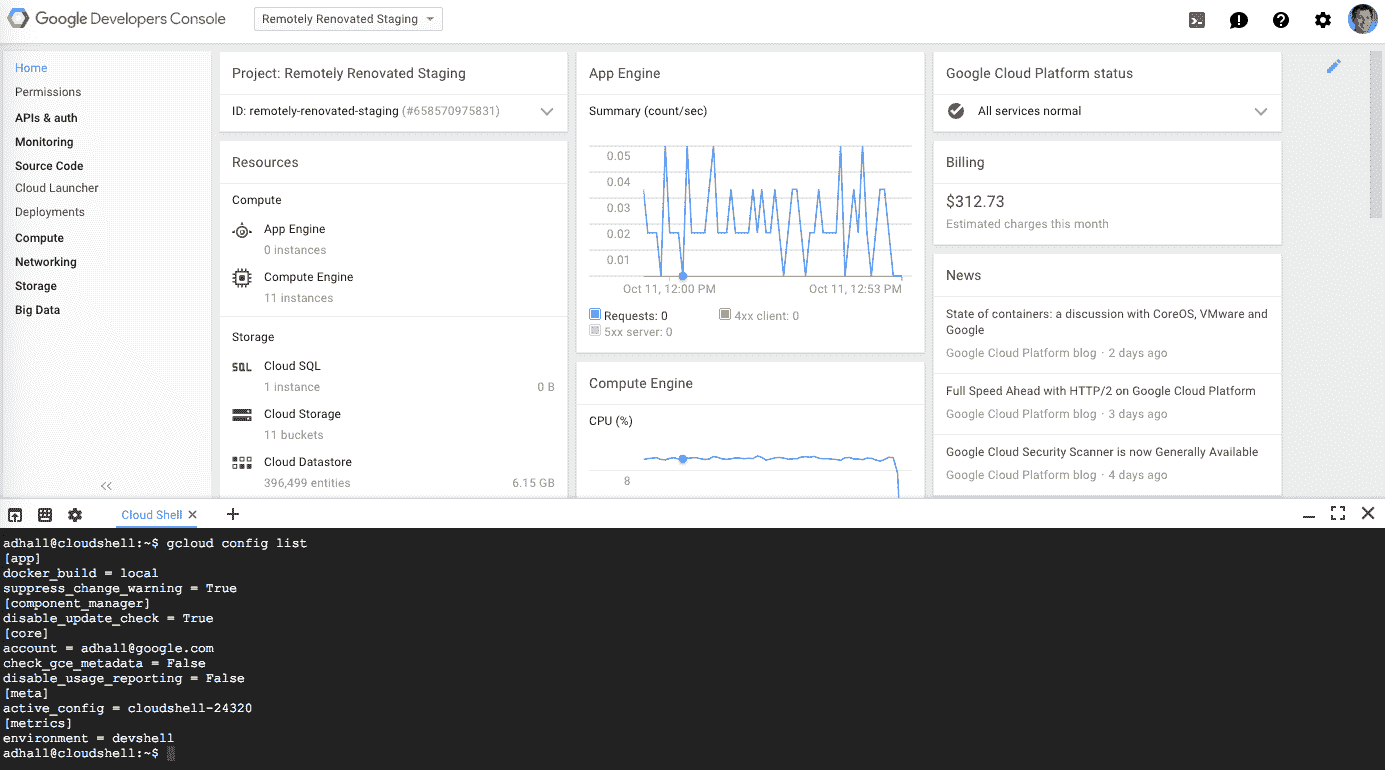 Google Developers Console
Remotely Renovated Staging
Home
Permissions
APIs & auth
Monitoring
Source Code
Cloud Launcher
Deployments
Compute
Networking
Storage
Big Data
<<
Project: Remotely Renovated Staging
ID: remotely-renovated-staging (#658570975831)
Resources
Compute
App Engine
0 instances
Compute Engine
11 instances
Storage
SQL Cloud SQL
1 instance 0 B
Cloud Storage
11 buckets
Cloud Datastore
396,499 entities 6.15 GB
App Engine
Summary (count/sec)
0.05
0.04
0.03
0.02
0.01
Oct 11, 12:00 PM Oct 11, 12:53 PM
Requests: 0 4xx client: 0
5xx server: 0
Compute Engine
CPU (%)
8
Google Cloud Platform status
All services normal
Billing
$312.73
Estimated charges this month
News
State of containers: a discussion with CoreOS, VMware and
Google
Google Cloud Platform blog · 2 days ago
Full Speed Ahead with HTTP/2 on Google Cloud Platform
Google Cloud Platform blog · 3 days ago
Google Cloud Security Scanner is now Generally Available
Google Cloud Platform blog · 4 days ago
Cloud Shell
adhall@cloudshell:~$ gcloud config list
[app]
docker_build = local
suppress_change_warning = True
[component_manager]
disable_update_check = True
[core]
account = adhall@google.com
check_gce_metadata = False
disable_usage_reporting = False
[meta]
active_config = cloudshell-24320
[metrics]
environment = devshell
adhall@cloudshell:~$